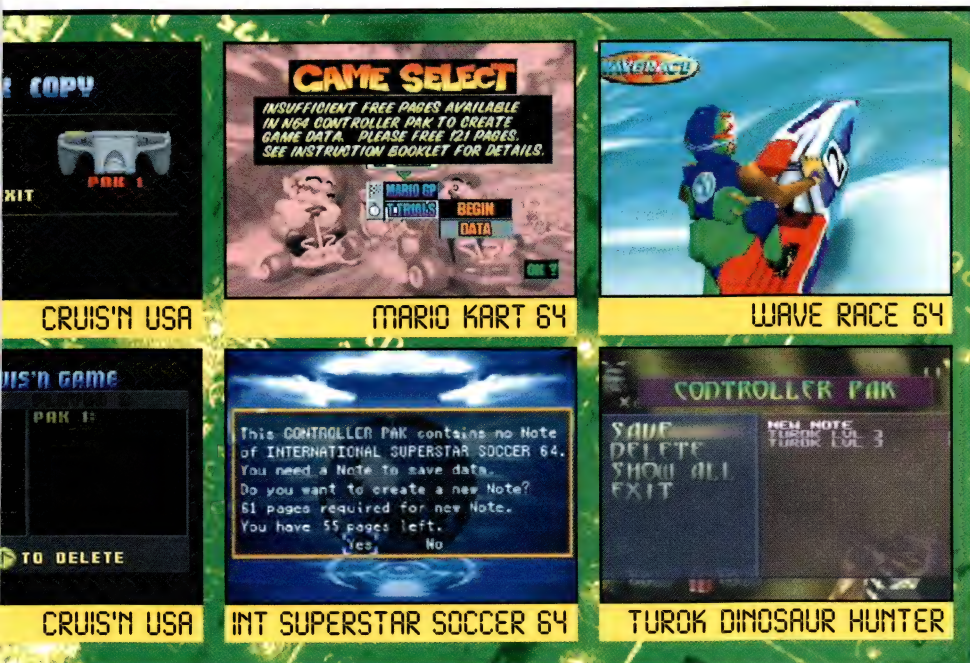 E COPY
PAK 1
XIT
CRUIS'N USA
GAME SELECT
INSUFFICIENT FREE PAGES AVAILABLE
IN N64 CONTROLLER PAK TO CREATE
GAME DATA. PLEASE FREE 121 PAGES.
SEE INSTRUCTION BOOKLET FOR DETAILS.
MARIO GP
T.TRIALS
BEGIN
DATA
OK ?
MARIO KART 64
WAVE RACE
2
WAVE RACE 64
UIS'N GAME
PAK 1:
TO DELETE
CRUIS'N USA
This CONTROLLER PAK contains no Note
of INTERNATIONAL SUPERSTAR SOCCER 64.
You need a Note to save data.
Do you want to create a new Note?
61 pages required for new Note.
You have 55 pages left.
Yes No
INT SUPERSTAR SOCCER 64
CONTROLLER PAK
SAVE
DELETE
SHOW ALL
EXIT
NEW NOTE
TUROK LVL 3
TUROK LVL 3
TUROK DINOSAUR HUNTER